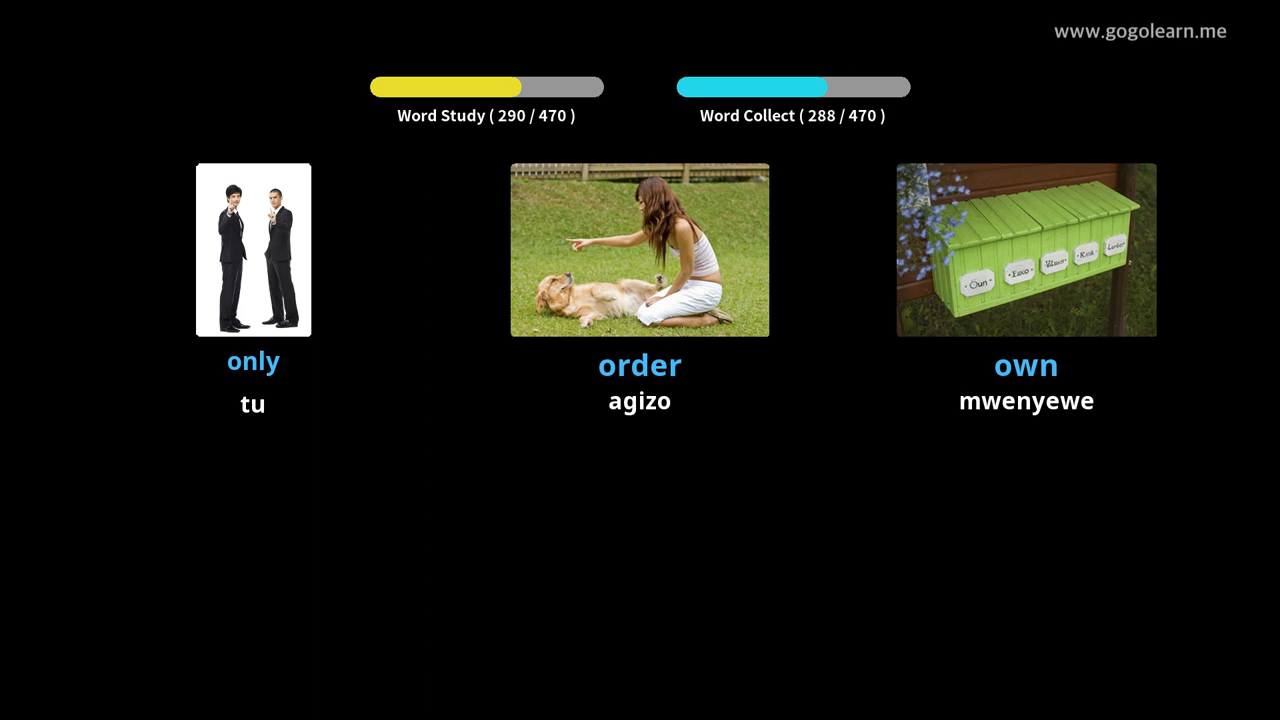 www.gogolearn.me
Word Study ( 290 / 470 )
Word Collect ( 288 / 470 )
only
tu
order
agizo
own
mwenyewe